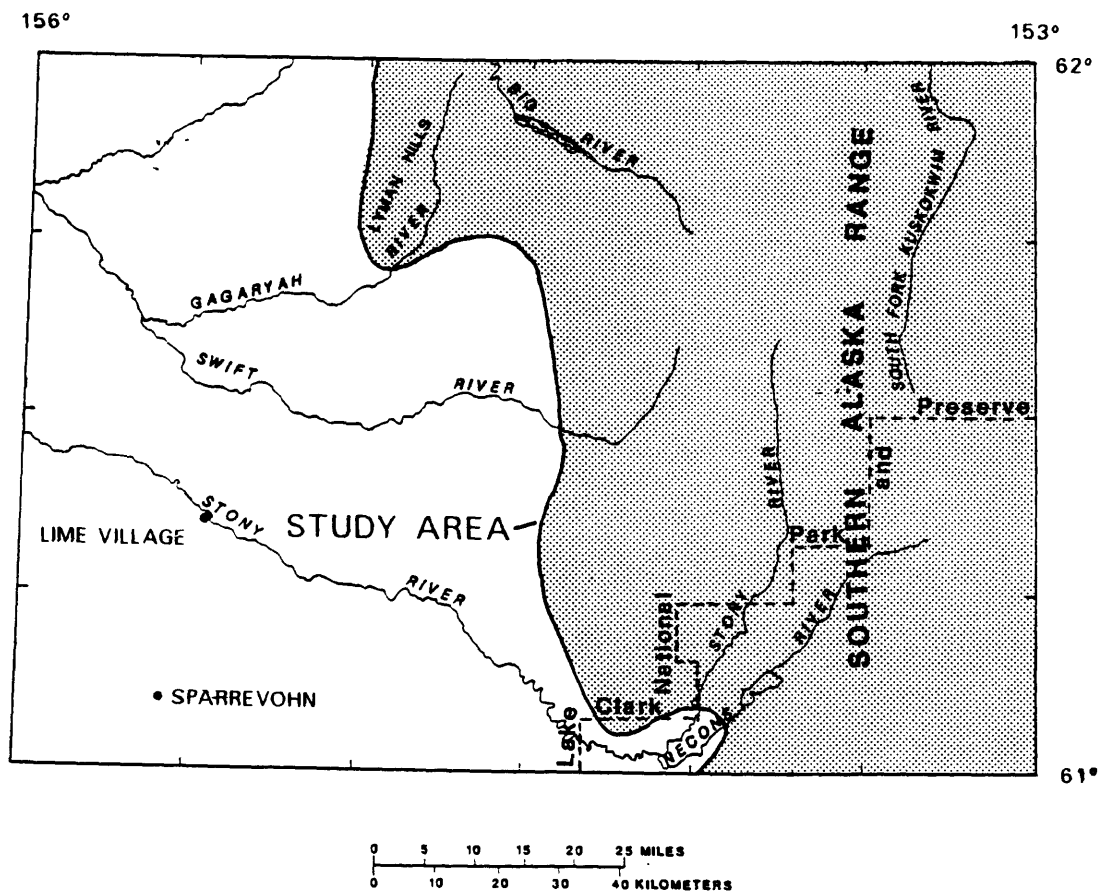 156°
153°
62°
BIG RIVER
LYMAN HILLS
RIVER
GAGARYAH
SWIFT RIVER
SOUTH FORK KUSKOKWIM RIVER
SOUTHERN ALASKA RANGE
Preserve
and
Park
National
Clark
Lake
RIVER
STONY
STONY
RIVER
LIME VILLAGE
STUDY AREA
NECONS RIVER
SPARREVOHN
61°
0 5 10 15 20 25 MILES
0 10 20 30 40 KILOMETERS